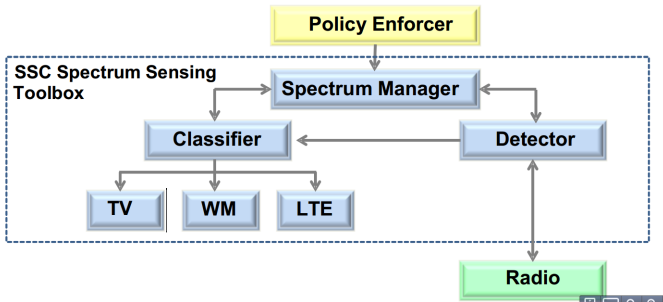 Policy Enforcer
SSC Spectrum Sensing
Toolbox
Spectrum Manager
Classifier
Detector
TV
WM
LTE
Radio